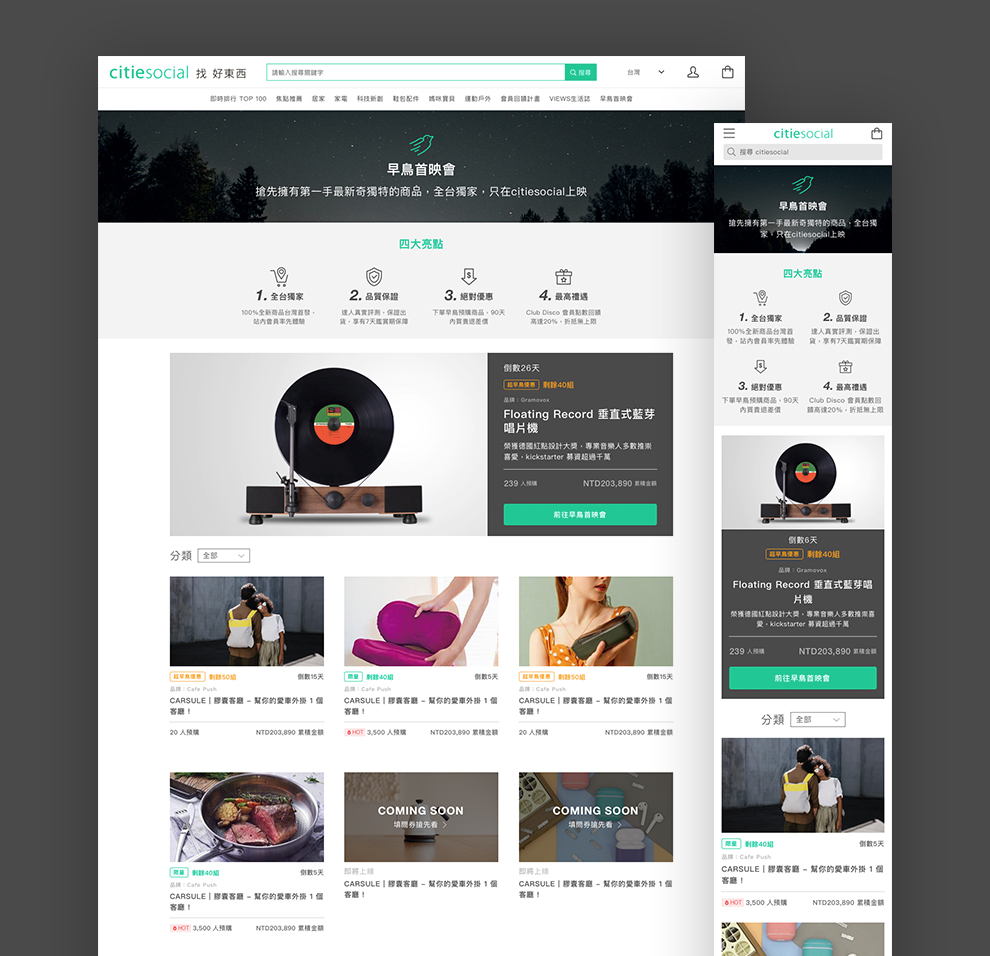 citiesocial 找 好東西
請輸入搜尋關鍵字
搜尋
台灣
即時排行 TOP 100 焦點推薦 居家 家電 科技新創 鞋包配件 媽咪寶貝 運動戶外 會員回饋計畫 VIEWS生活誌 早鳥首映會
早鳥首映會
搶先擁有第一手最新奇獨特的商品，全台獨家，只在citiesocial上映
四大亮點
1. 全台獨家
100%全新商品台灣首發，
站內會員率先體驗
2. 品質保證
達人真實評測，保證出
貨，享有7天鑑賞期保障
3. 絕對優惠
下單早鳥預購商品，90天
內買貴退差價
4. 最高禮遇
Club Disco 會員點數回饋
高達20%，折抵無上限
倒數26天
超早鳥優惠 剩餘40組
品牌：Gramovox
Floating Record 垂直式藍芽
唱片機
榮獲德國紅點設計大獎，專業音樂人多數推崇
喜愛，kickstarter 募資超過千萬
239 人預購 NTD203,890 累積金額
前往早鳥首映會
分類 全部
超早鳥優惠 剩餘50組 倒數15天
品牌：Cafe Push
CARSULE｜膠囊客廳 – 幫你的愛車外掛 1 個
客廳！
20 人預購 NTD203,890 累積金額
限量 剩餘40組 倒數5天
品牌：Cafe Push
CARSULE｜膠囊客廳 – 幫你的愛車外掛 1 個
客廳！
HOT 3,500 人預購 NTD203,890 累積金額
超早鳥優惠 剩餘50組 倒數15天
品牌：Cafe Push
CARSULE｜膠囊客廳 – 幫你的愛車外掛 1 個
客廳！
20 人預購 NTD203,890 累積金額
限量 剩餘40組 倒數5天
品牌：Cafe Push
CARSULE｜膠囊客廳 – 幫你的愛車外掛 1 個
客廳！
HOT 3,500 人預購 NTD203,890 累積金額
COMING SOON
填問券搶先看
即將上線
CARSULE｜膠囊客廳 – 幫你的愛車外掛 1 個
客廳！
COMING SOON
填問券搶先看
即將上線
CARSULE｜膠囊客廳 – 幫你的愛車外掛 1 個
客廳！
citiesocial
搜尋 citiesocial
早鳥首映會
搶先擁有第一手最新奇獨特的商品，全台獨
家，只在citiesocial上映
四大亮點
1. 全台獨家
100%全新商品台灣首
發，站內會員率先體驗
2. 品質保證
達人真實評測，保證出
貨，享有7天鑑賞期保障
3. 絕對優惠
下單早鳥預購商品，90天
內買貴退差價
4. 最高禮遇
Club Disco 會員點數回
饋高達20%，折抵無上限
倒數6天
超早鳥優惠 剩餘40組
品牌：Gramovox
Floating Record 垂直式藍芽唱
片機
榮獲德國紅點設計大獎，專業音樂人多數推崇喜
愛，kickstarter 募資超過千萬
239 人預購 NTD203,890 累積金額
前往早鳥首映會
分類 全部
限量 剩餘40組 倒數5天
品牌：Cafe Push
CARSULE｜膠囊客廳 – 幫你的愛車外掛 1 個
客廳！
HOT 3,500 人預購 NTD203,890 累積金額